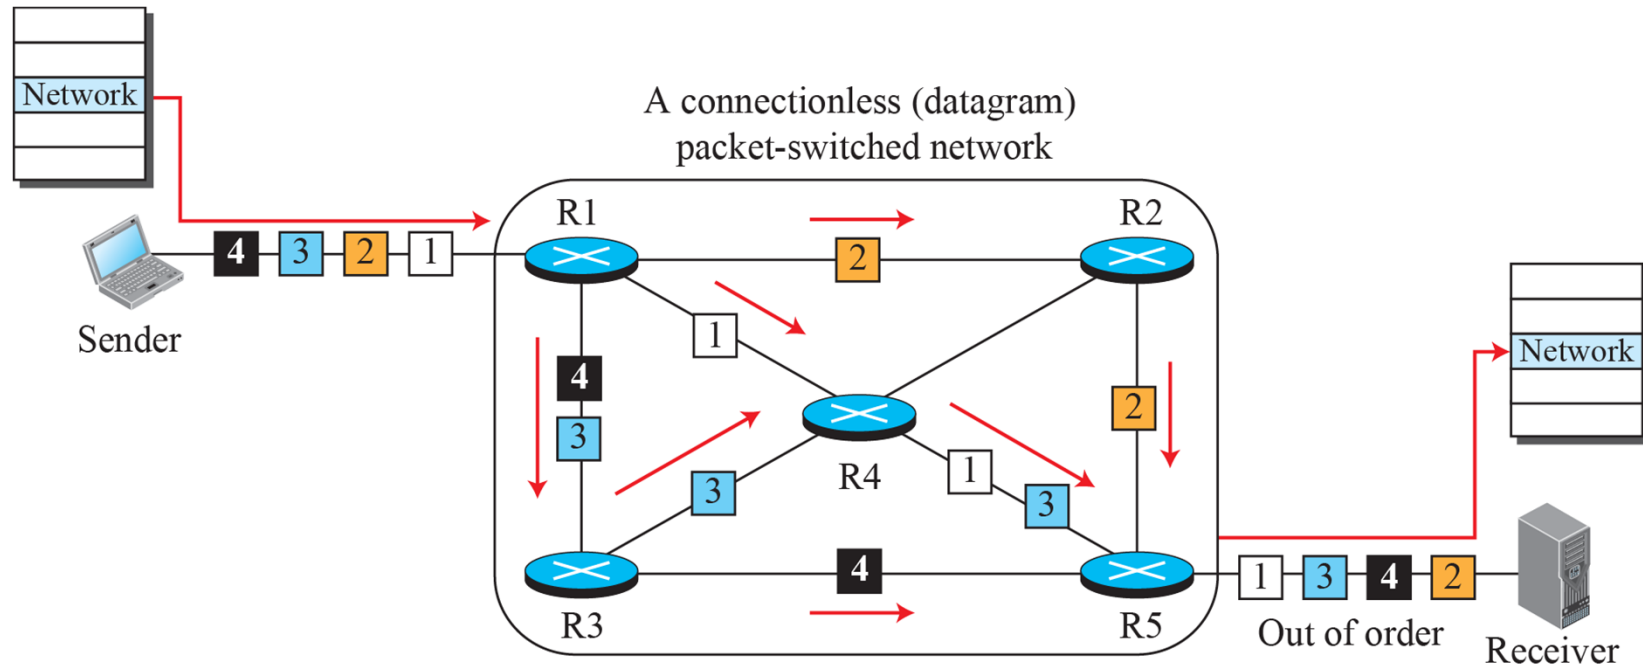 Network
A connectionless (datagram)
packet-switched network
R1
R2
4 3 2 1
2
Sender
1
4
2
Network
3
R4
3
1
3
4
1 3 4 2
R3
R5
Out of order
Receiver